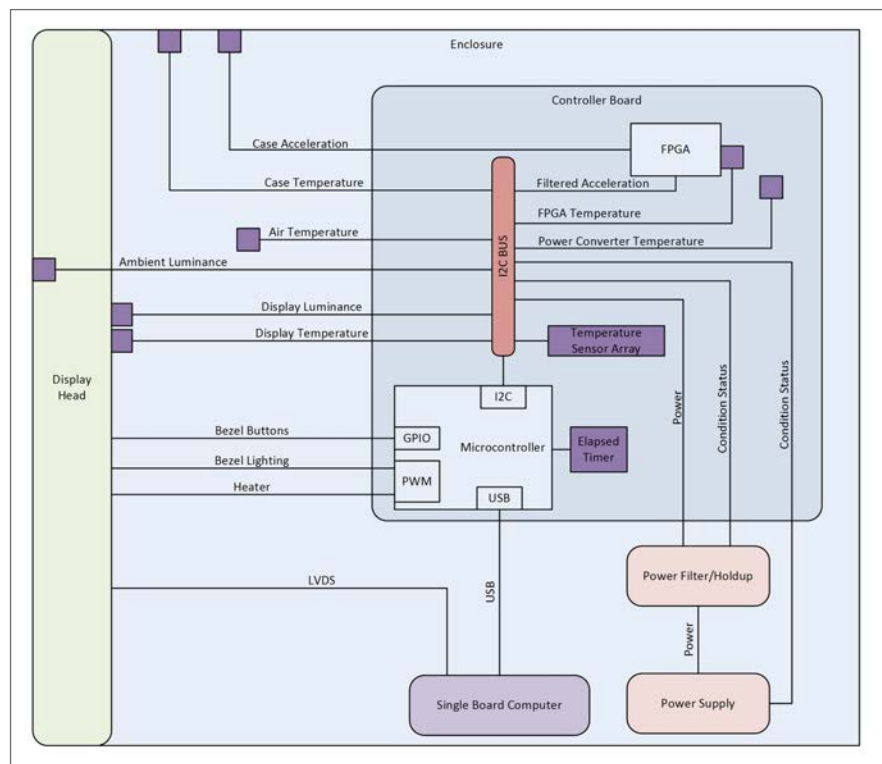 Enclosure
Controller Board
FPGA
Case Acceleration
Case Temperature
Filtered Acceleration
FPGA Temperature
Air Temperature
Power Converter Temperature
I2C BUS
Ambient Luminance
Display Luminance
Display Temperature
Temperature
Sensor Array
Display
Head
I2C
Power
Condition Status
Condition Status
Bezel Buttons
GPIO
Microcontroller
Elapsed
Timer
Bezel Lighting
PWM
Heater
USB
LVDS
USB
Power Filter/Holdup
Power
Single Board Computer
Power Supply